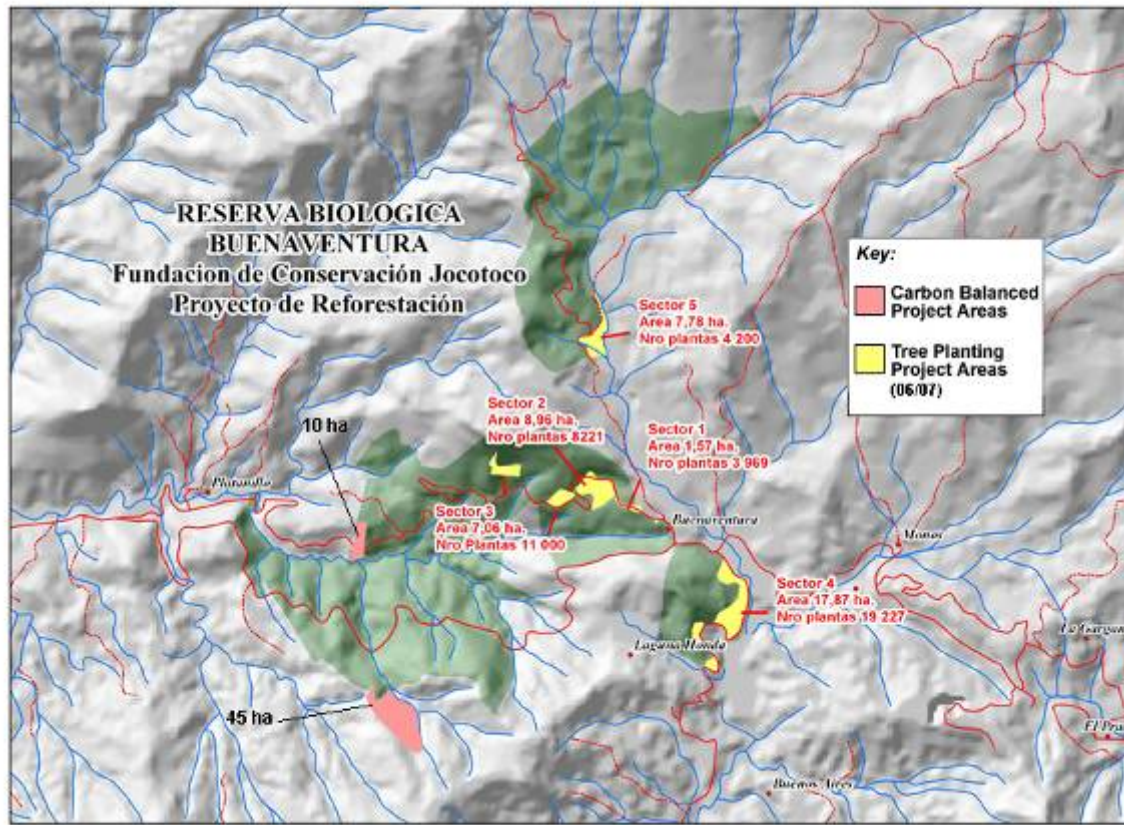 RESERVA BIOLOGICA
BUENAVENTURA
Fundacion de Conservación Jocotoco
Proyecto de Reforestación
Key:
Carbon Balanced
Project Areas
Tree Planting
Project Areas
(06/07)
Sector 5
Area 7,78 ha.
Nro plantas 4 200
Sector 2
Area 8,96 ha.
Nro plantas 8221
Sector 1
Area 1,57 ha.
Nro plantas 3 969
10 ha
Sector 3
Area 7,06 ha.
Nro Plantas 11 000
Buenaventura
Sector 4
Area 17,87 ha.
Nro plantas 19 227
Laguna Honda
45 ha
Buenos Aires